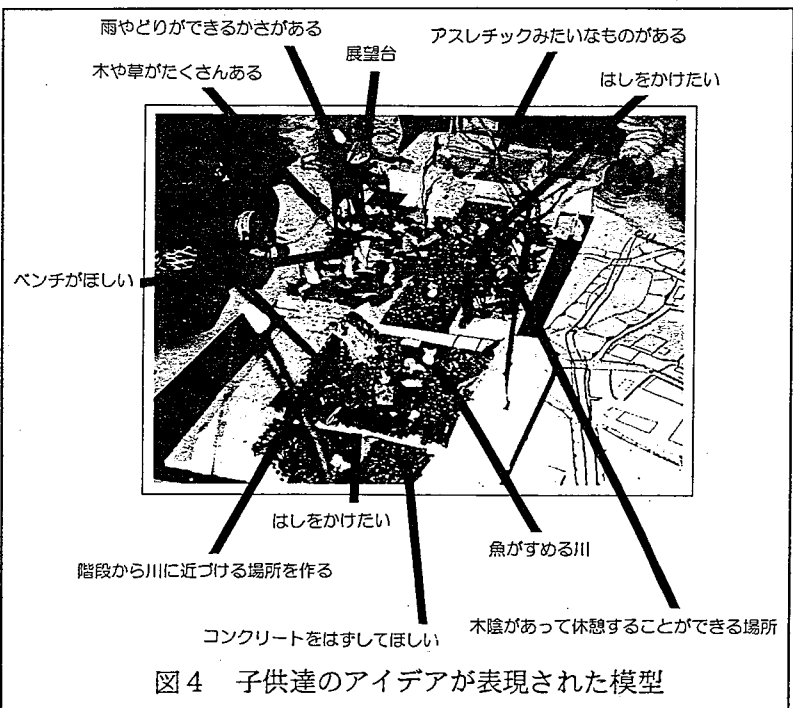 雨やどりができるかさがある
展望台
アスレチックみたいなものがある
木や草がたくさんある
はしをかけたい
ベンチがほしい
はしをかけたい
魚がすめる川
階段から川に近づける場所を作る
木陰があって休憩することができる場所
コンクリートをはずしてほしい
図4 子供達のアイデアが表現された模型